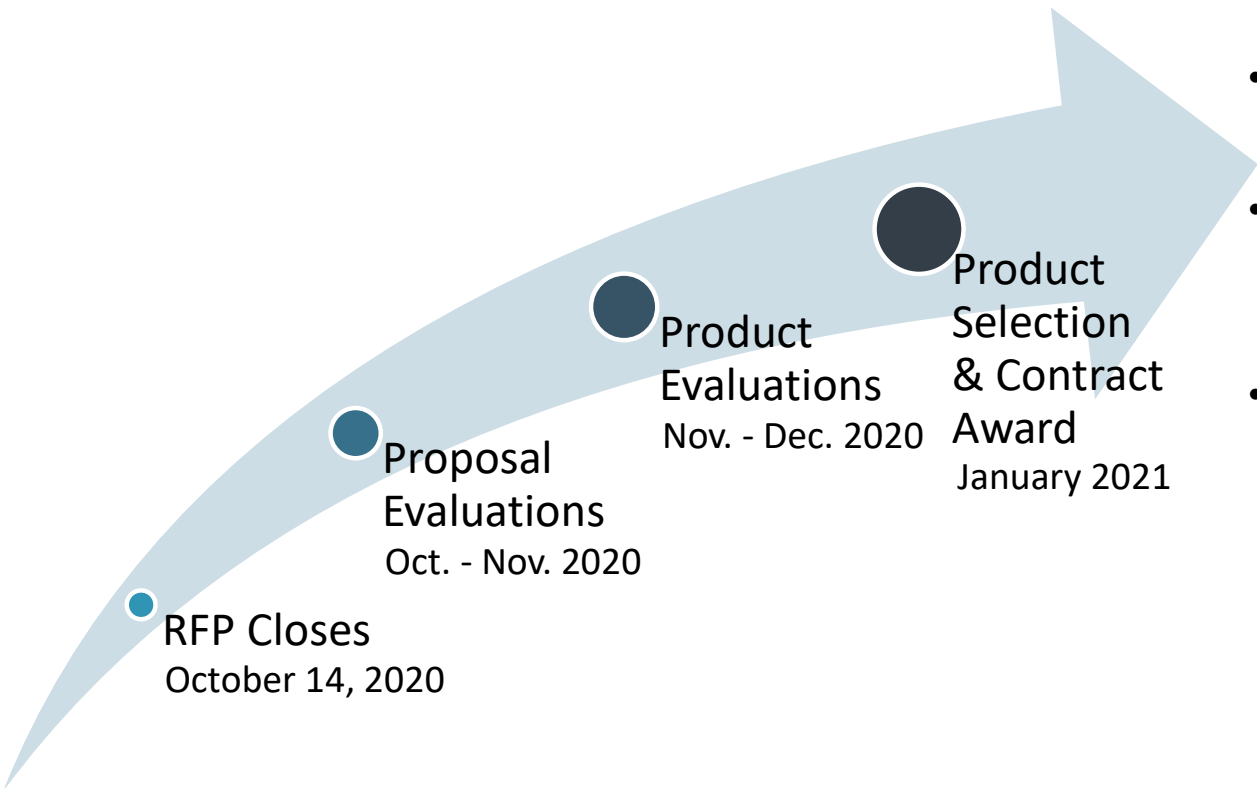 RFP Closes
October 14, 2020
Proposal
Evaluations
Oct. - Nov. 2020
Product
Evaluations
Nov. - Dec. 2020
Product
Selection
& Contract
Award
January 2021